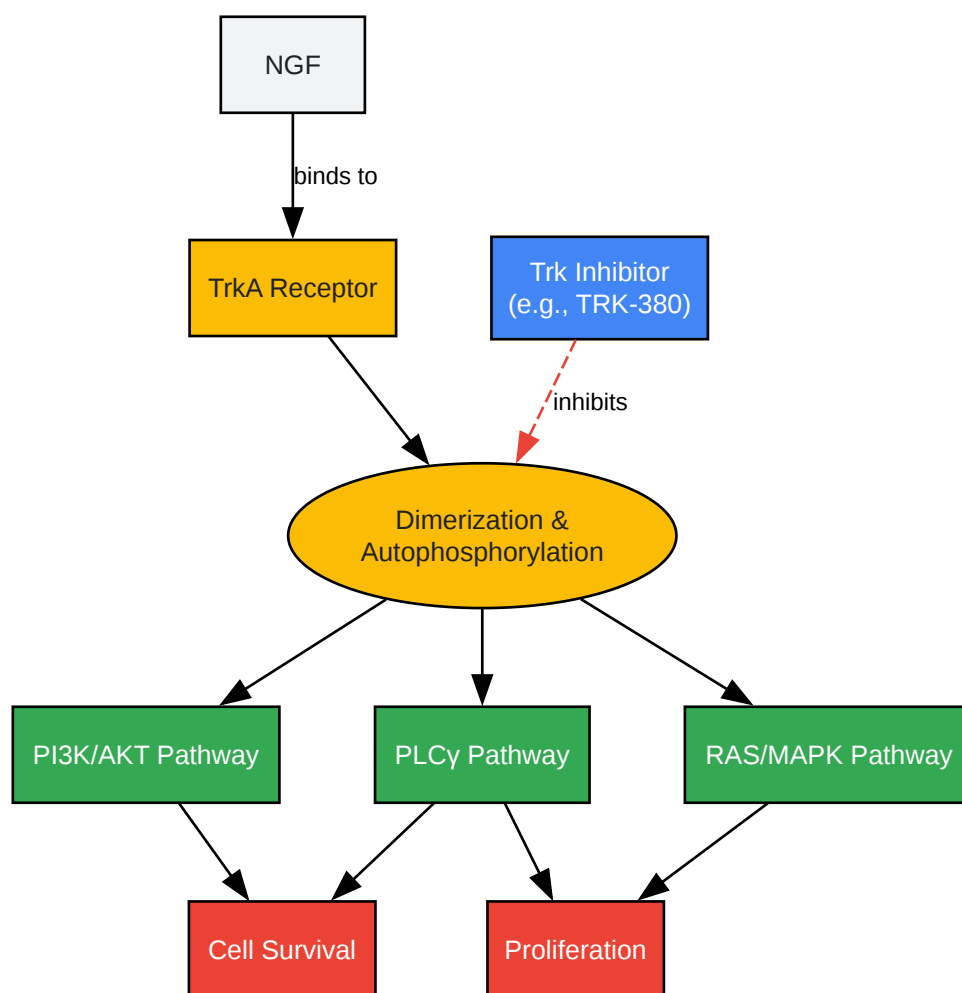 NGF
binds to
TrkA Receptor
Trk Inhibitor
(e.g., TRK-380)
inhibits
Dimerization &
Autophosphorylation
PI3K/AKT Pathway
PLCγ Pathway
RAS/MAPK Pathway
Cell Survival
Proliferation